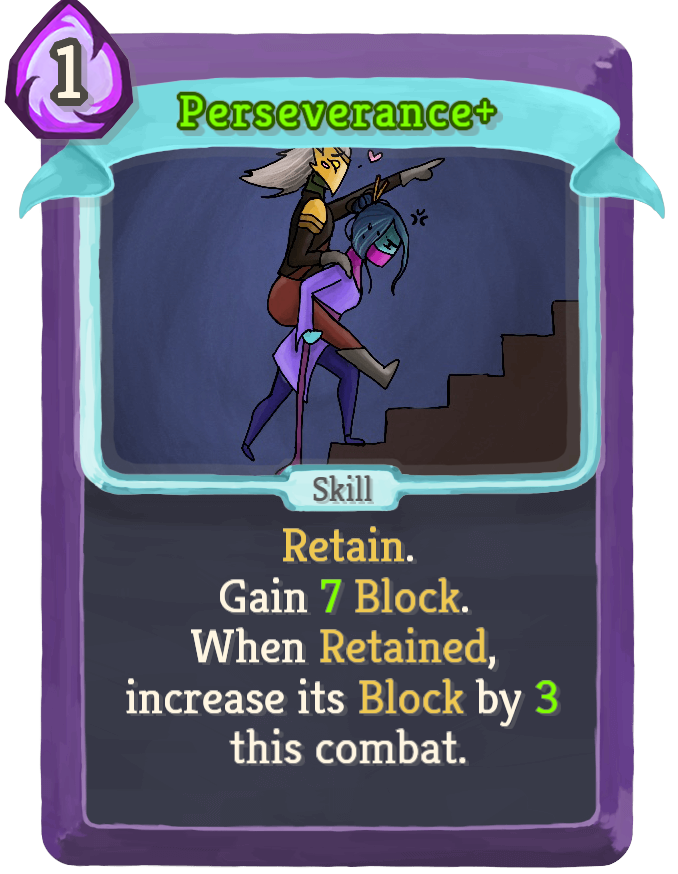 1
Perseverance+
Skill
Retain.
Gain 7 Block.
When Retained,
increase its Block by 3
this combat.